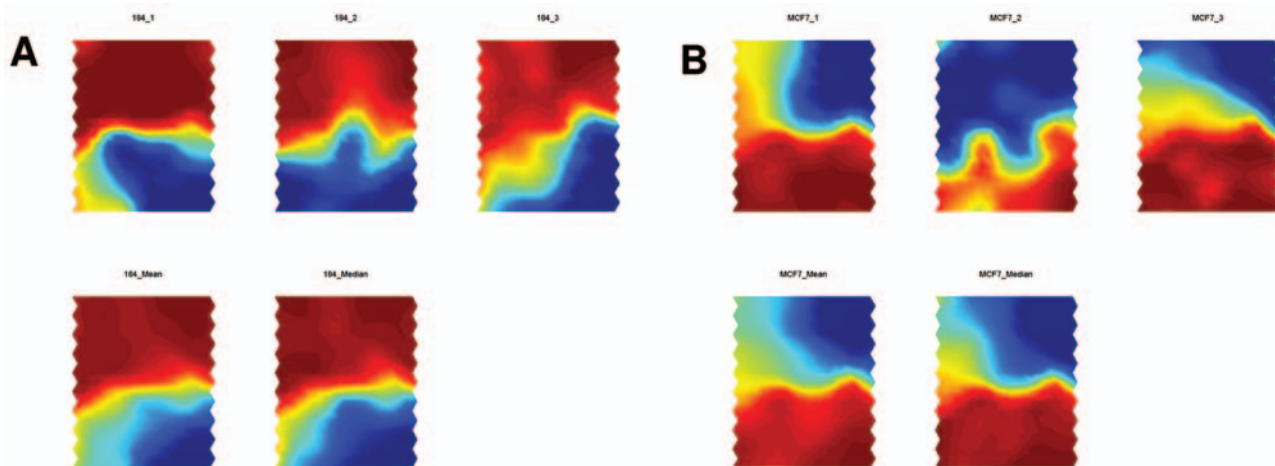 184_1 184_2 184_3 MCF7_1 MCF7_2 MCF7_3
A B
184_Mean 184_Median MCF7_Mean MCF7_Median